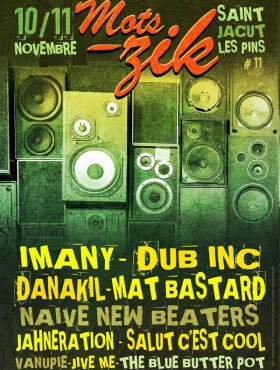 10/11
NOVEMBRE
Mots
-zik
SAINT
JACUT
LES PINS
#11
IMANY - DUB INC
DANAKIL - MAT BASTARD
NAIVE NEW BEATERS
JAHNERATION - SALUT C'EST COOL
VANUPIE - JIVE ME - THE BLUE BUTTER POT